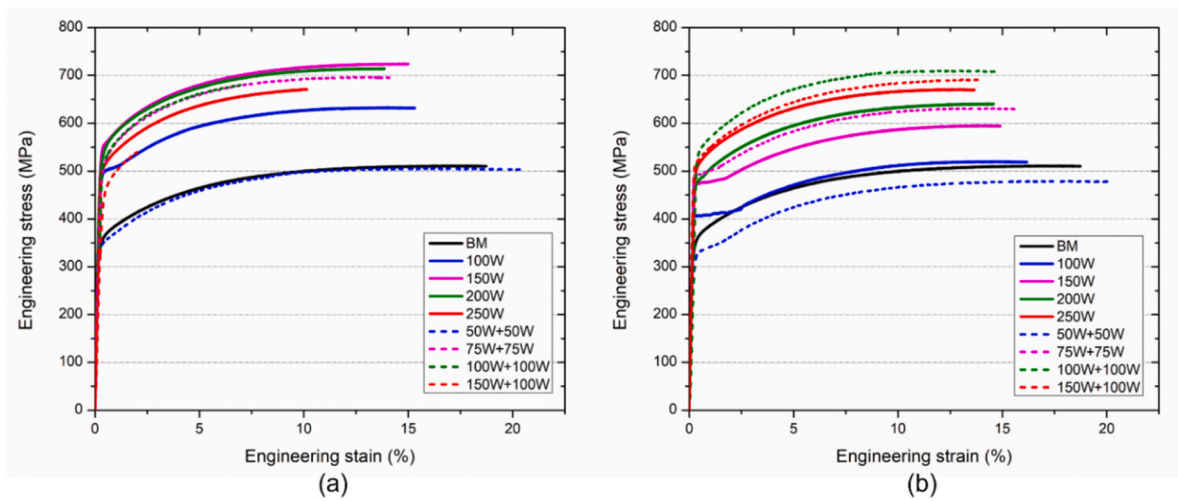 800
700
600
500
400
300
200
100
0
Engineering stress (MPa)
0 5 10 15 20
Engineering stain (%)
BM
100W
150W
200W
250W
50W+50W
75W+75W
100W+100W
150W+100W
(a)
800
700
600
500
400
300
200
100
0
Engineering stress (MPa)
0 5 10 15 20
Engineering strain (%)
BM
100W
150W
200W
250W
50W+50W
75W+75W
100W+100W
150W+100W
(b)